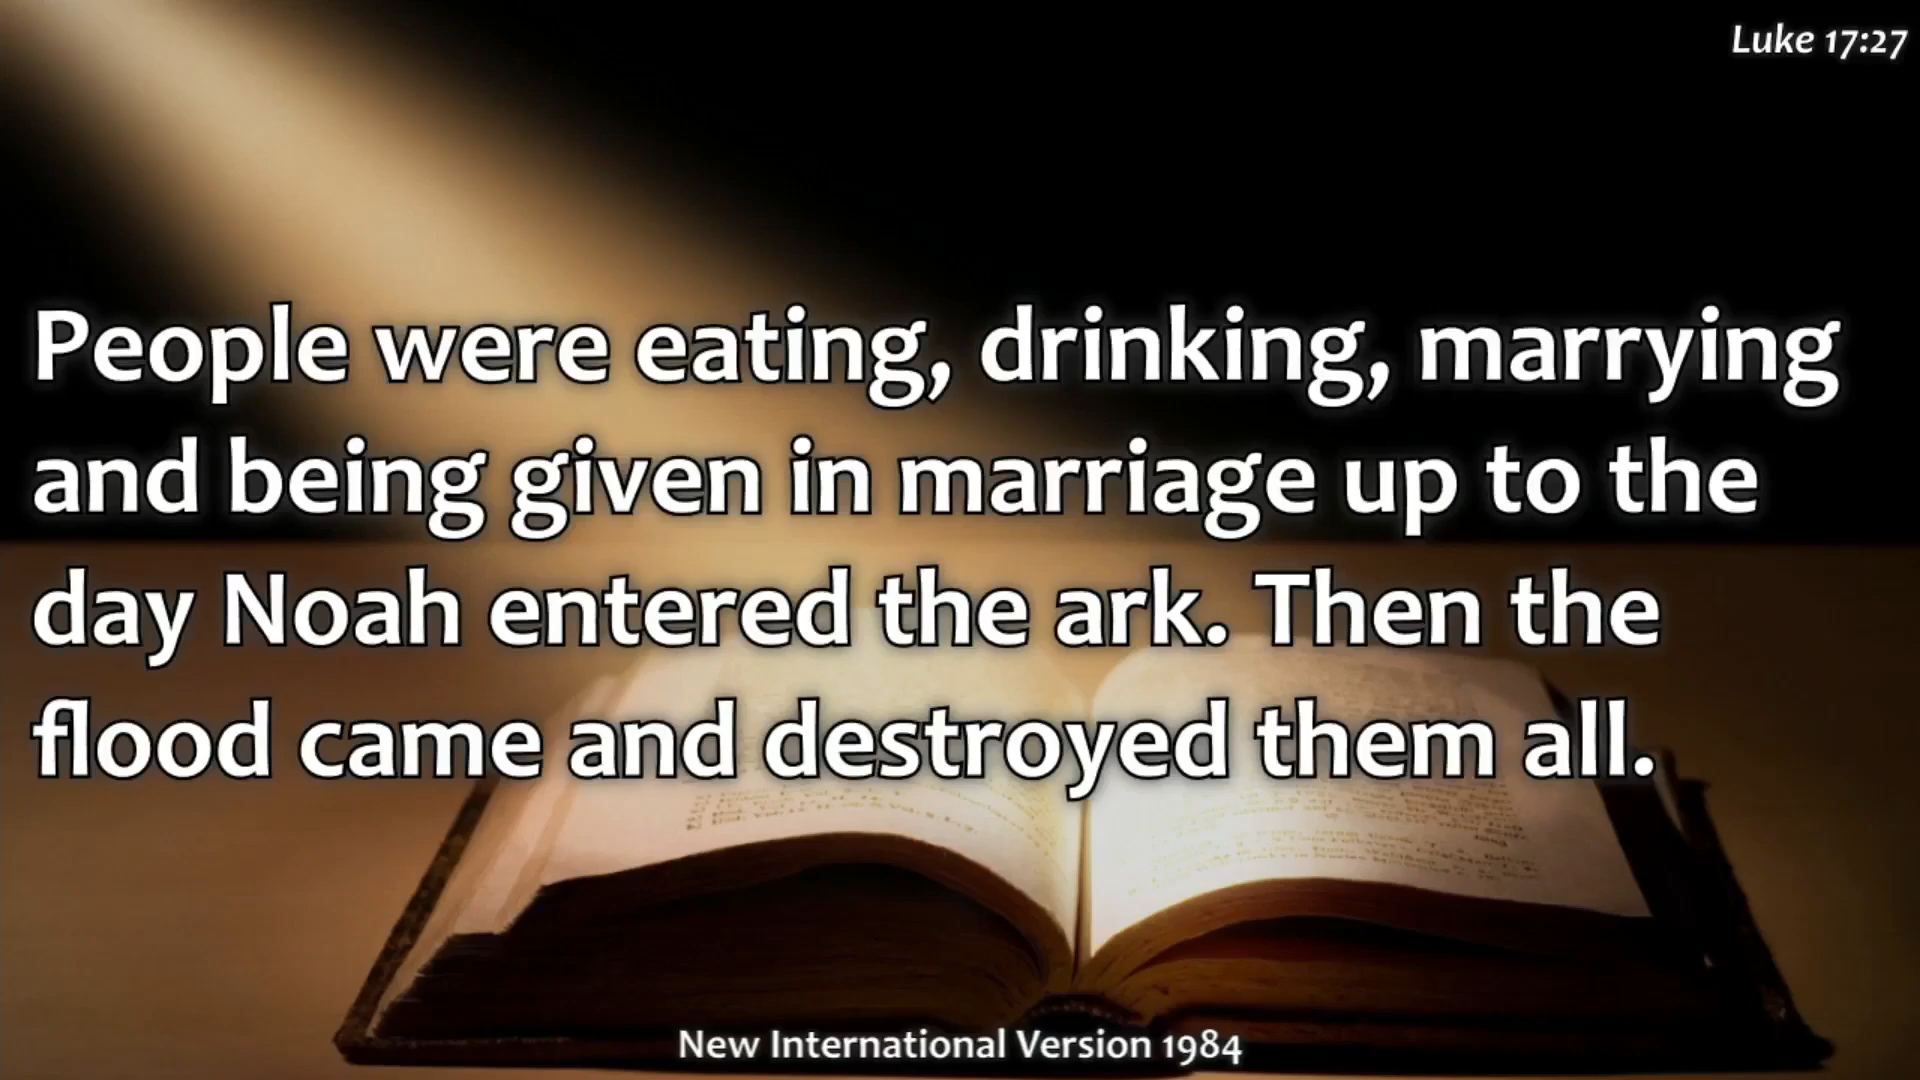 Luke 17:27
People were eating, drinking, marrying
and being given in marriage up to the
day Noah entered the ark. Then the
flood came and destroyed them all.
New International Version 1984